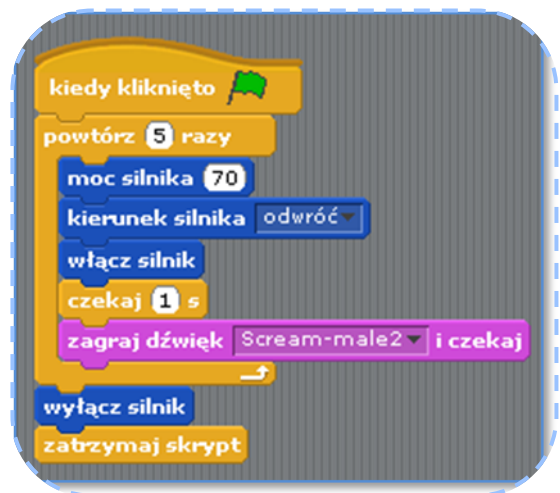 kiedy kliknięto
powtórz 5 razy
moc silnika 70
kierunek silnika odwróć
włącz silnik
czekaj 1 s
zagraj dźwięk Scream-male2 i czekaj
wyłącz silnik
zatrzymaj skrypt